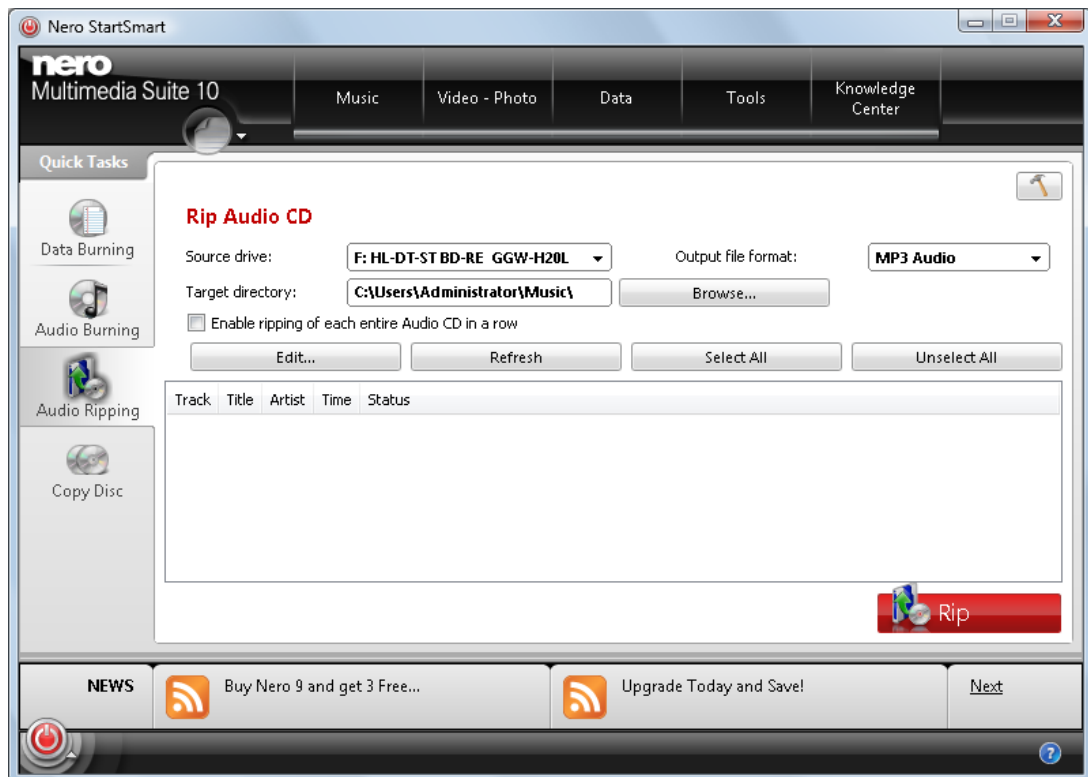 Nero StartSmart
nero
Multimedia Suite 10
Music
Video - Photo
Data
Tools
Knowledge
Center
Quick Tasks
Data Burning
Audio Burning
Audio Ripping
Copy Disc
Rip Audio CD
Source drive:
F: HL-DT-ST BD-RE GGW-H20L
Output file format:
MP3 Audio
Target directory:
C:\Users\Administrator\Music\
Browse...
Enable ripping of each entire Audio CD in a row
Edit...
Refresh
Select All
Unselect All
Track Title Artist Time Status
Rip
NEWS
Buy Nero 9 and get 3 Free...
Upgrade Today and Save!
Next
?